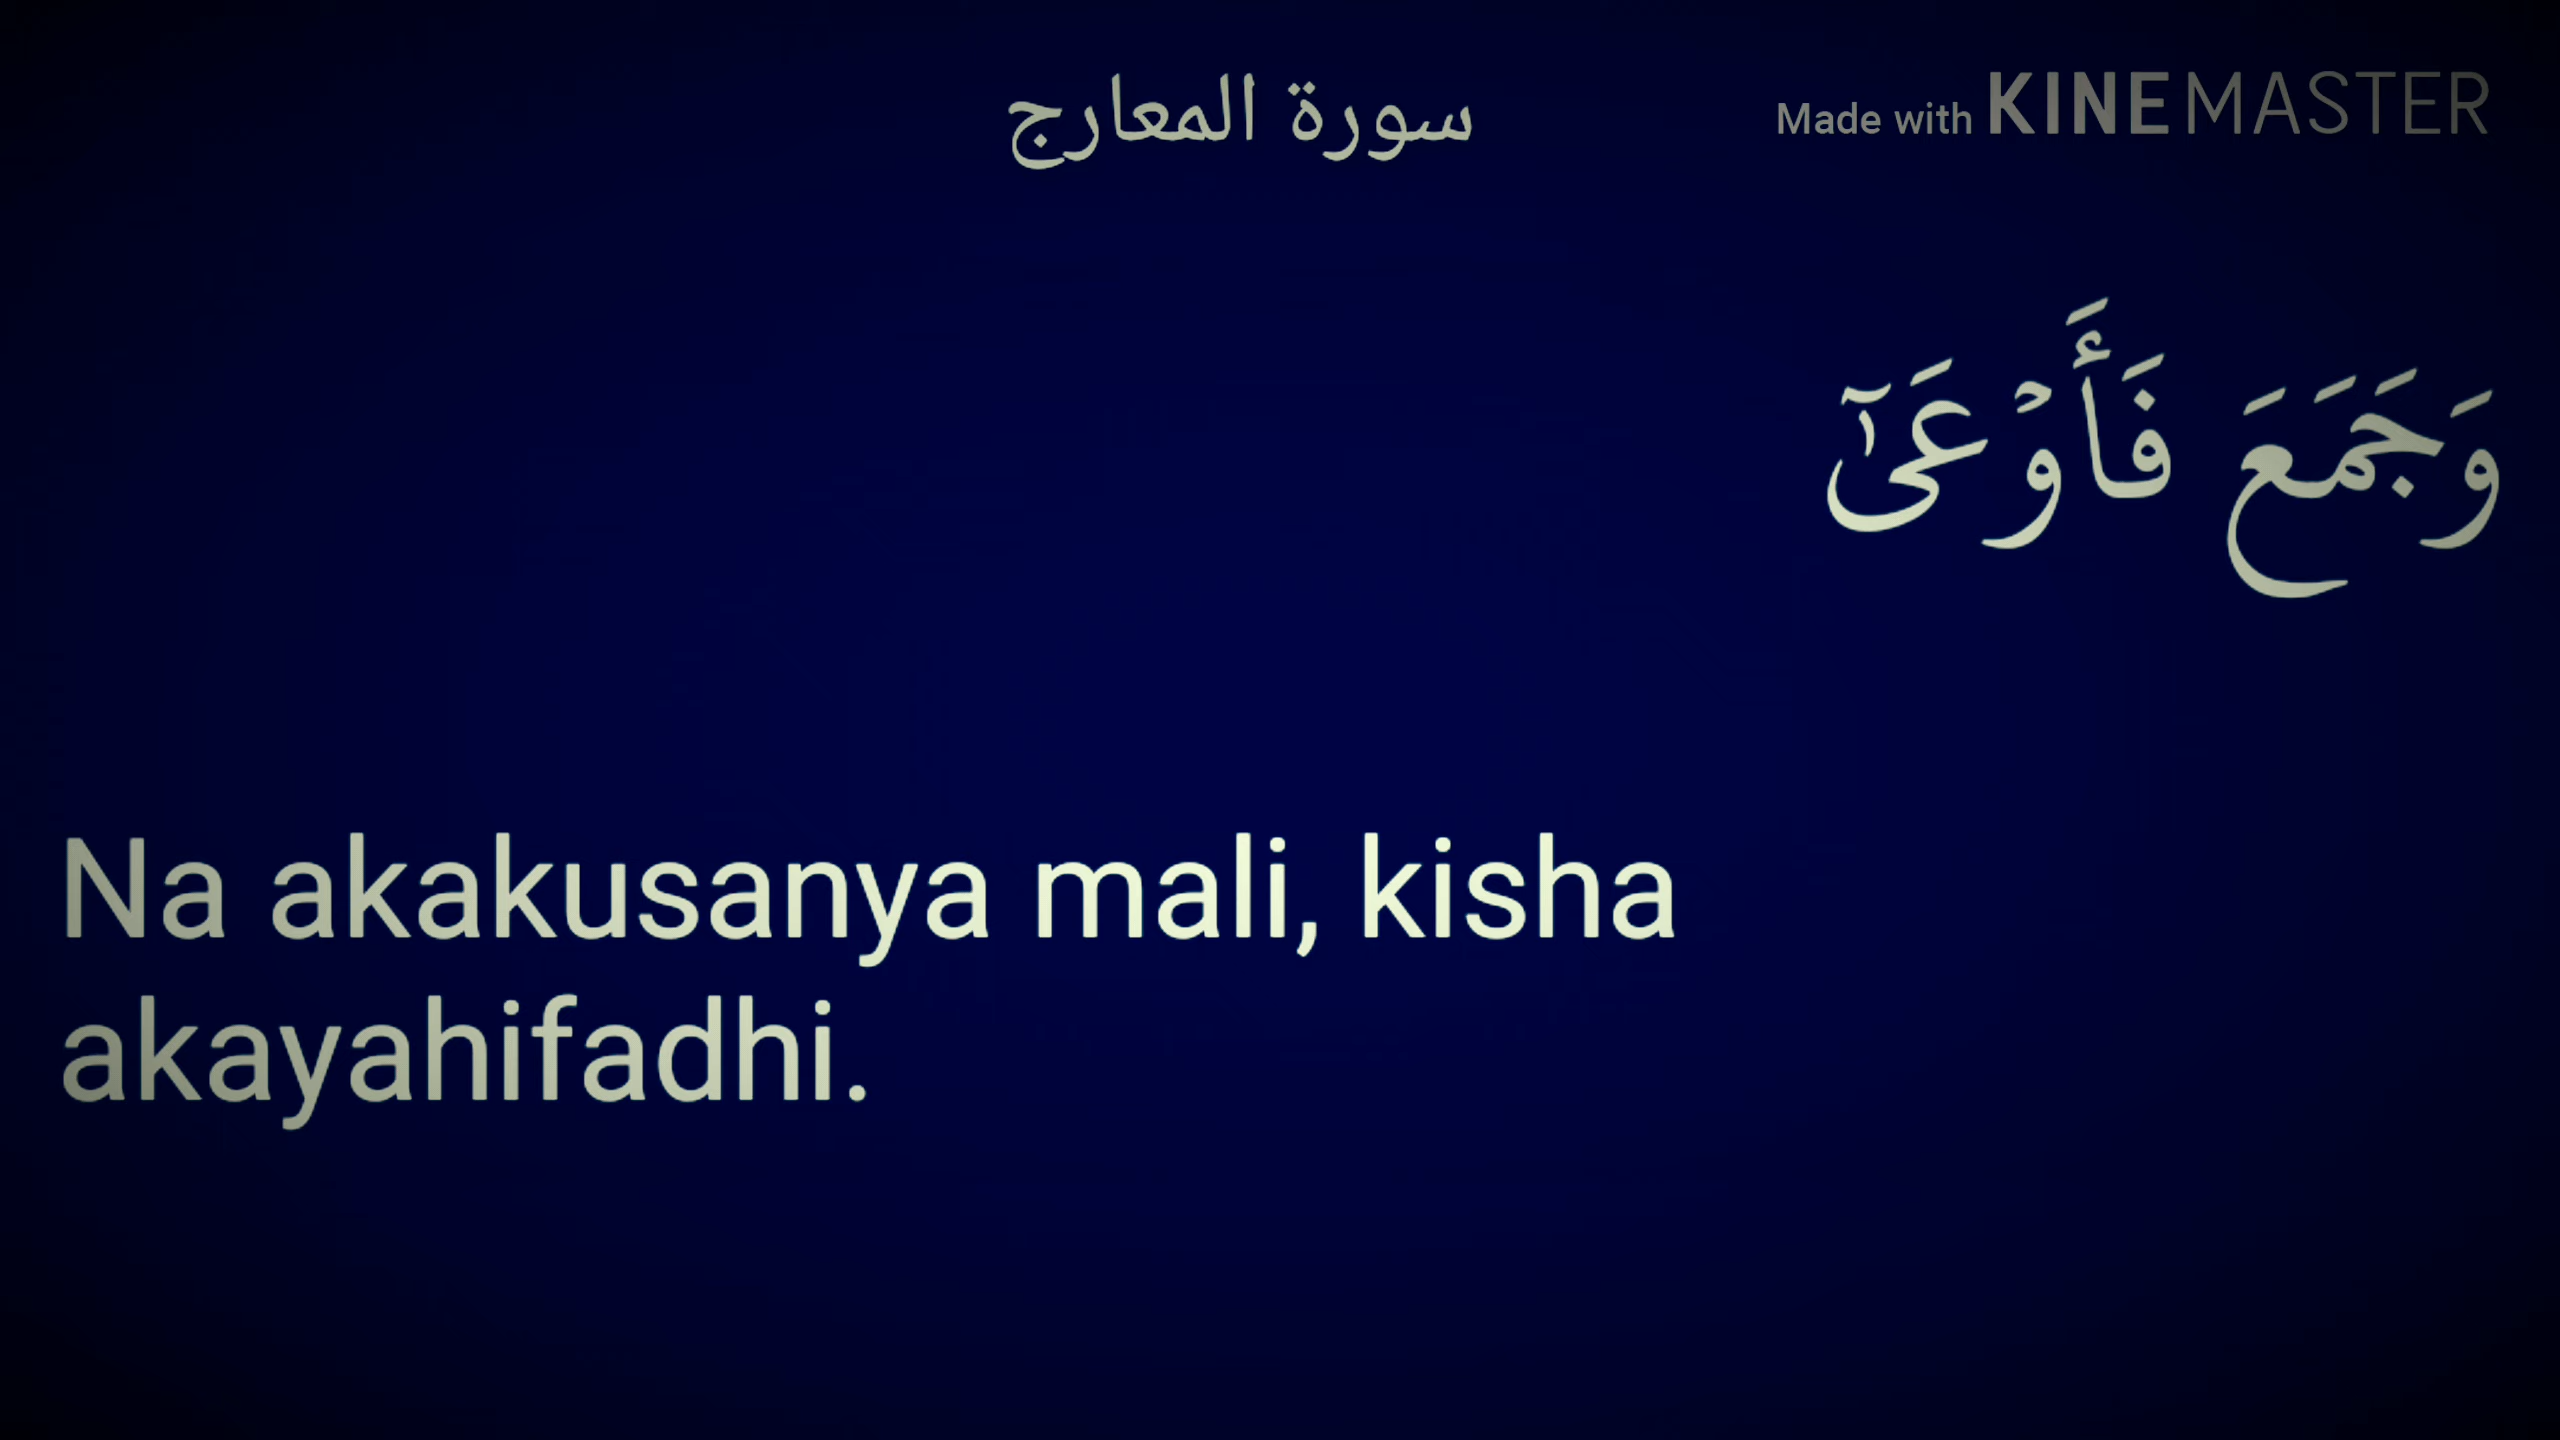 سورة المعارج
Made with KINEMASTER
وَجَمَعَ فَأَوۡعَىٰٓ
Na akakusanya mali, kisha
akayahifadhi.